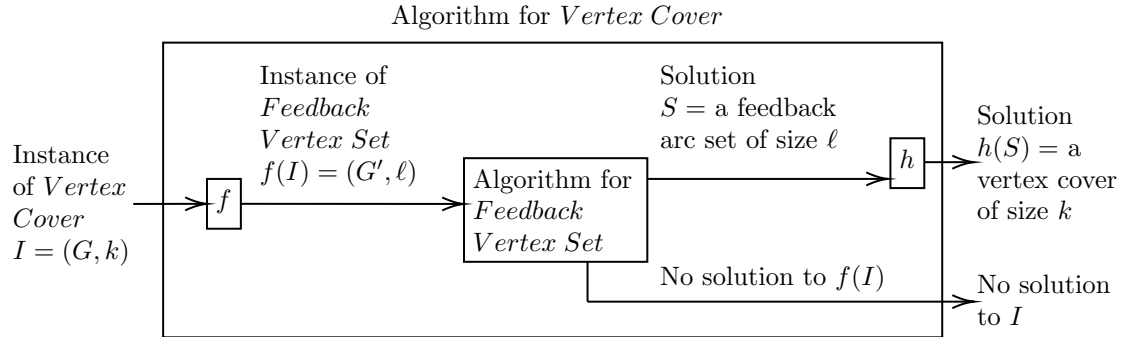 Algorithm for Vertex Cover
Instance of
Feedback
Vertex Set
f(I) = (G′, ℓ)
Solution
S = a feedback
arc set of size ℓ
Instance
of Vertex
Cover
I = (G, k)
f
Algorithm for
Feedback
Vertex Set
h
Solution
h(S) = a
vertex cover
of size k
No solution to f(I)
No solution
to I